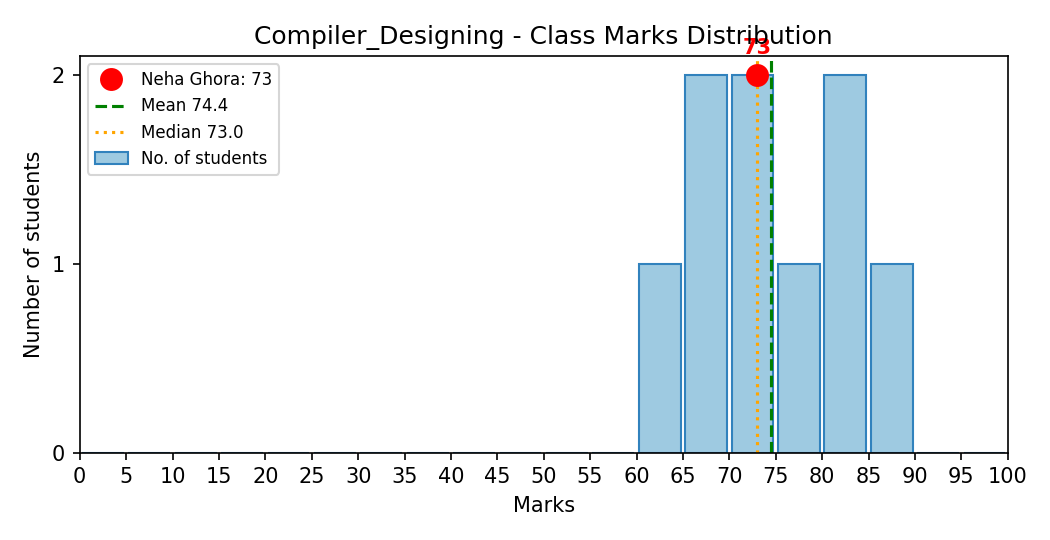 Compiler_Designing - Class Marks Distribution
73
Neha Ghora: 73
Mean 74.4
Median 73.0
No. of students
Number of students
2
1
0
0 5 10 15 20 25 30 35 40 45 50 55 60 65 70 75 80 85 90 95 100
Marks